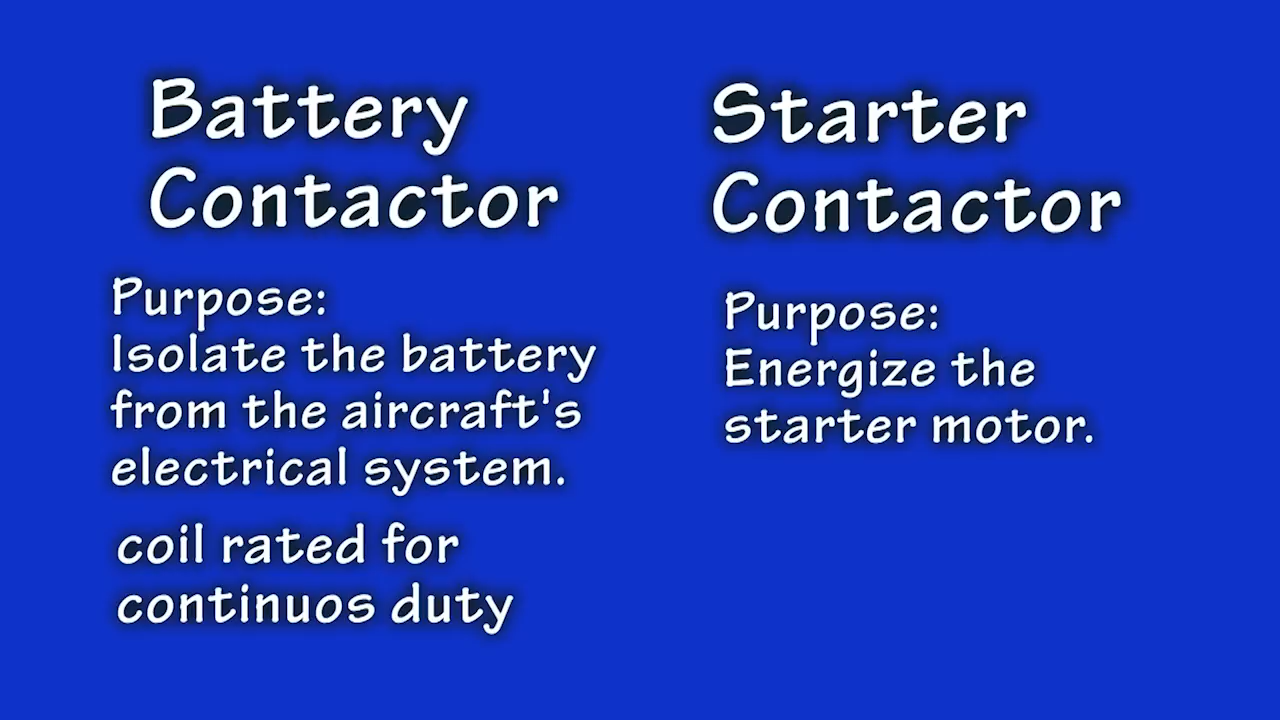 Battery
Contactor
Purpose:
Isolate the battery
from the aircraft's
electrical system.
coil rated for
continuos duty
Starter
Contactor
Purpose:
Energize the
starter motor.